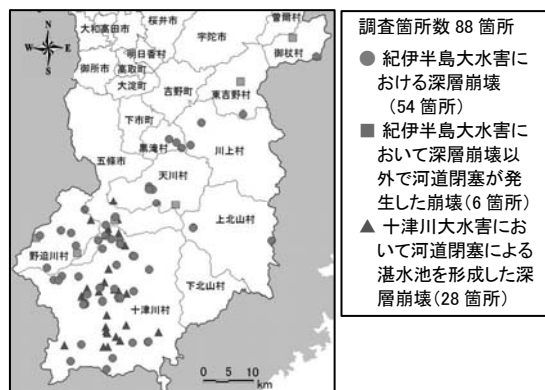 大和高田市
桜井市
宇陀市
曽爾村
御杖村
明日香村
御所市
高取町
大淀町
吉野町
東吉野村
下市町
黒滝村
川上村
五條市
天川村
上北山村
野迫川村
下北山村
十津川村
N
W
E
S
0 5 10
km
調査箇所数 88 箇所
● 紀伊半島大水害に
おける深層崩壊
(54 箇所)
■ 紀伊半島大水害に
おいて深層崩壊以
外で河道閉塞が発
生した崩壊(6 箇所)
▲ 十津川大水害にお
いて河道閉塞による
湛水池を形成した深
層崩壊(28 箇所)